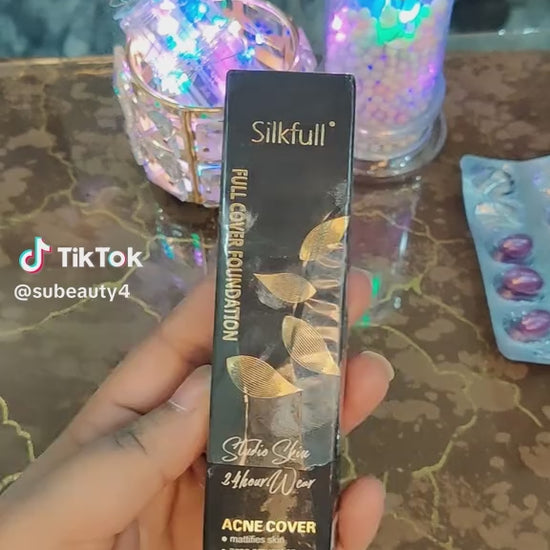 Silkfull
FULL COVER FOUNDATION
TikTok
@subeauty4
Studio Skin
24hour Wear
ACNE COVER
• mattifies skin